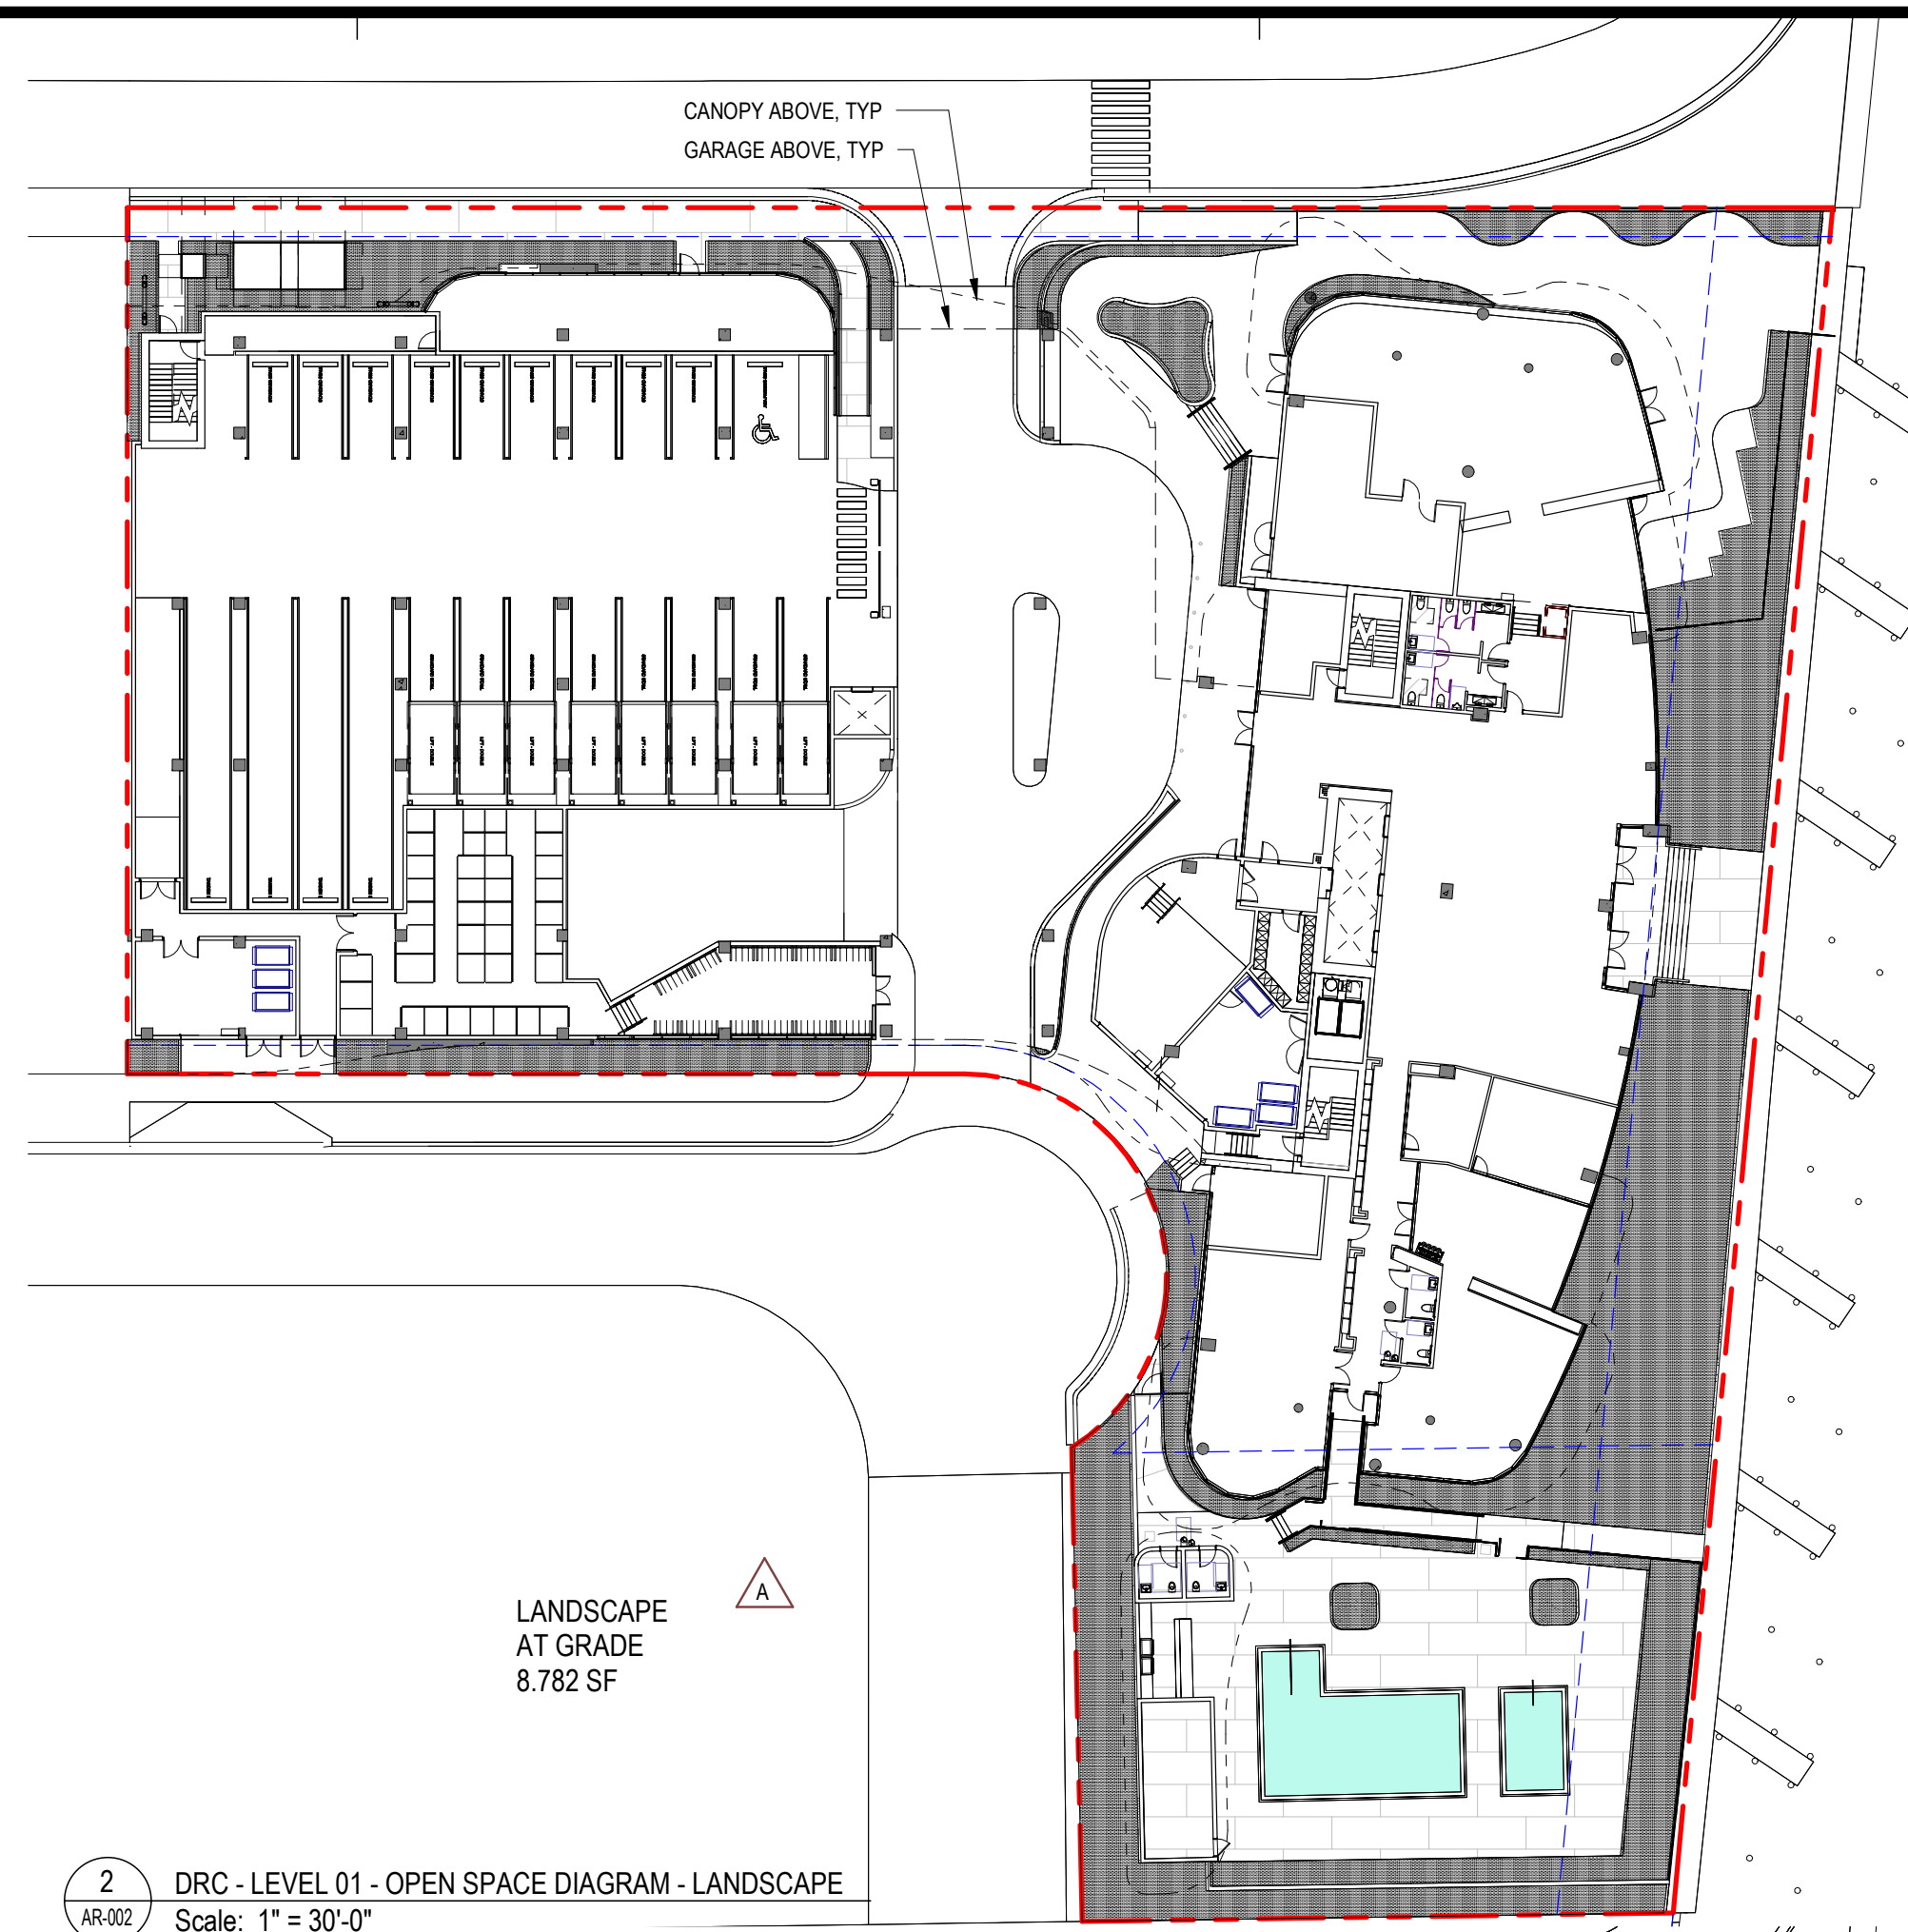 CANOPY ABOVE, TYP
GARAGE ABOVE, TYP
LANDSCAPE
AT GRADE
8.782 SF
A
2
AR-002
DRC - LEVEL 01 - OPEN SPACE DIAGRAM - LANDSCAPE
Scale: 1" = 30'-0"